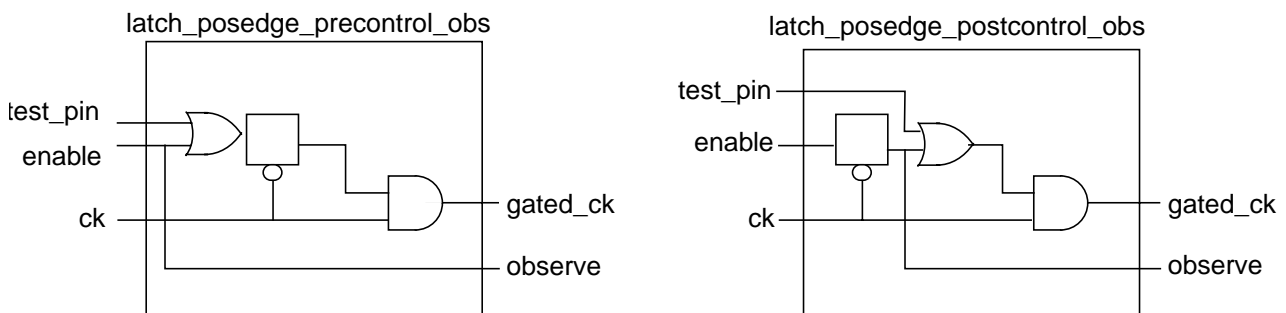 latch_posedge_precontrol_obs
test_pin
enable
ck
gated_ck
observe
latch_posedge_postcontrol_obs
test_pin
enable
ck
gated_ck
observe